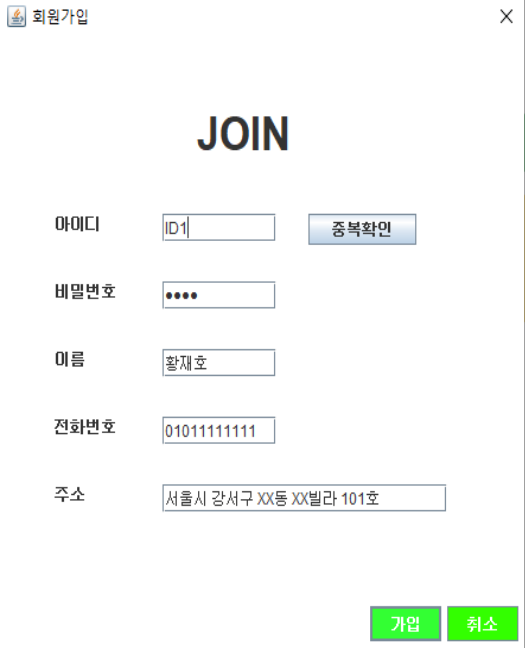 회원가입
JOIN
아이디 ID1 중복확인
비밀번호 ••••
이름 황재호
전화번호 01011111111
주소 서울시 강서구 XX동 XX빌라 101호
가입 취소